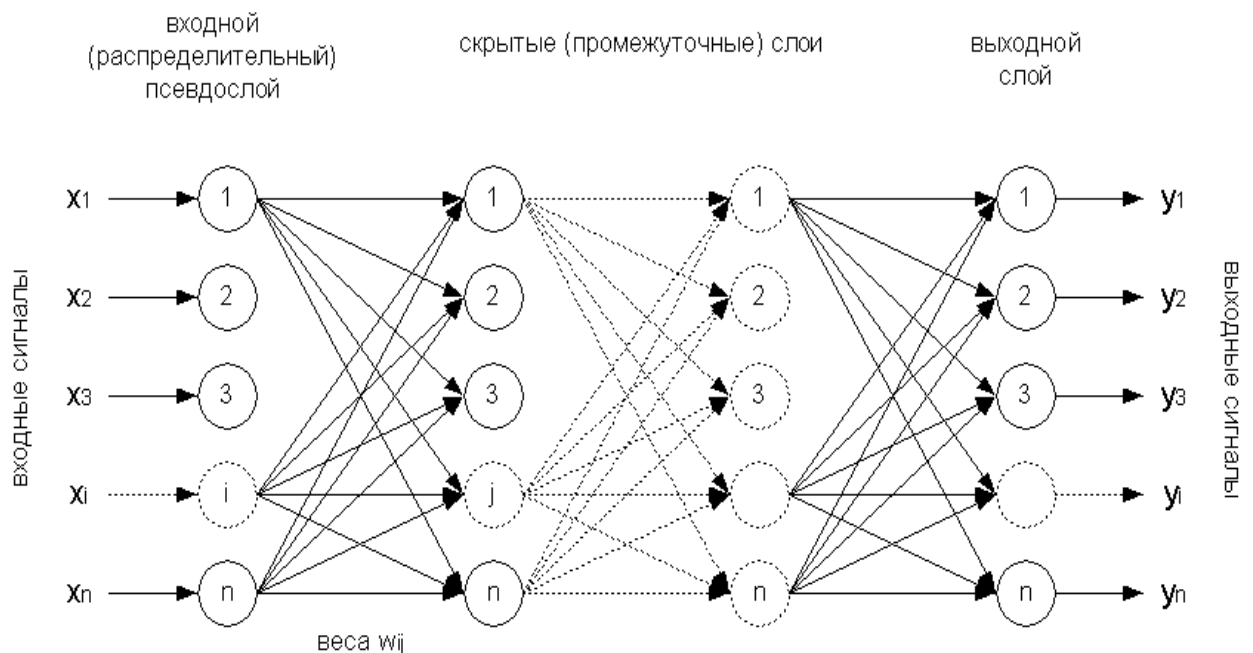 входной
(распределительный)
псевдослой
скрытые (промежуточные) слои
выходной
слой
входные сигналы
x1 1 1 1 1 y1
x2 2 2 2 2 y2
x3 3 3 3 3 y3
xi i j yi
xn n n n n yn
выходные сигналы
веса wij